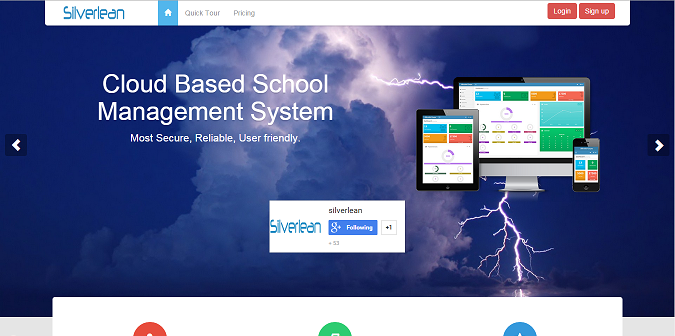 Silverlean
Quick Tour
Pricing
Login
Sign up
Cloud Based School
Management System
Most Secure, Reliable, User friendly.
silverlean
Silverlean
g+ Following
+1
+ 53